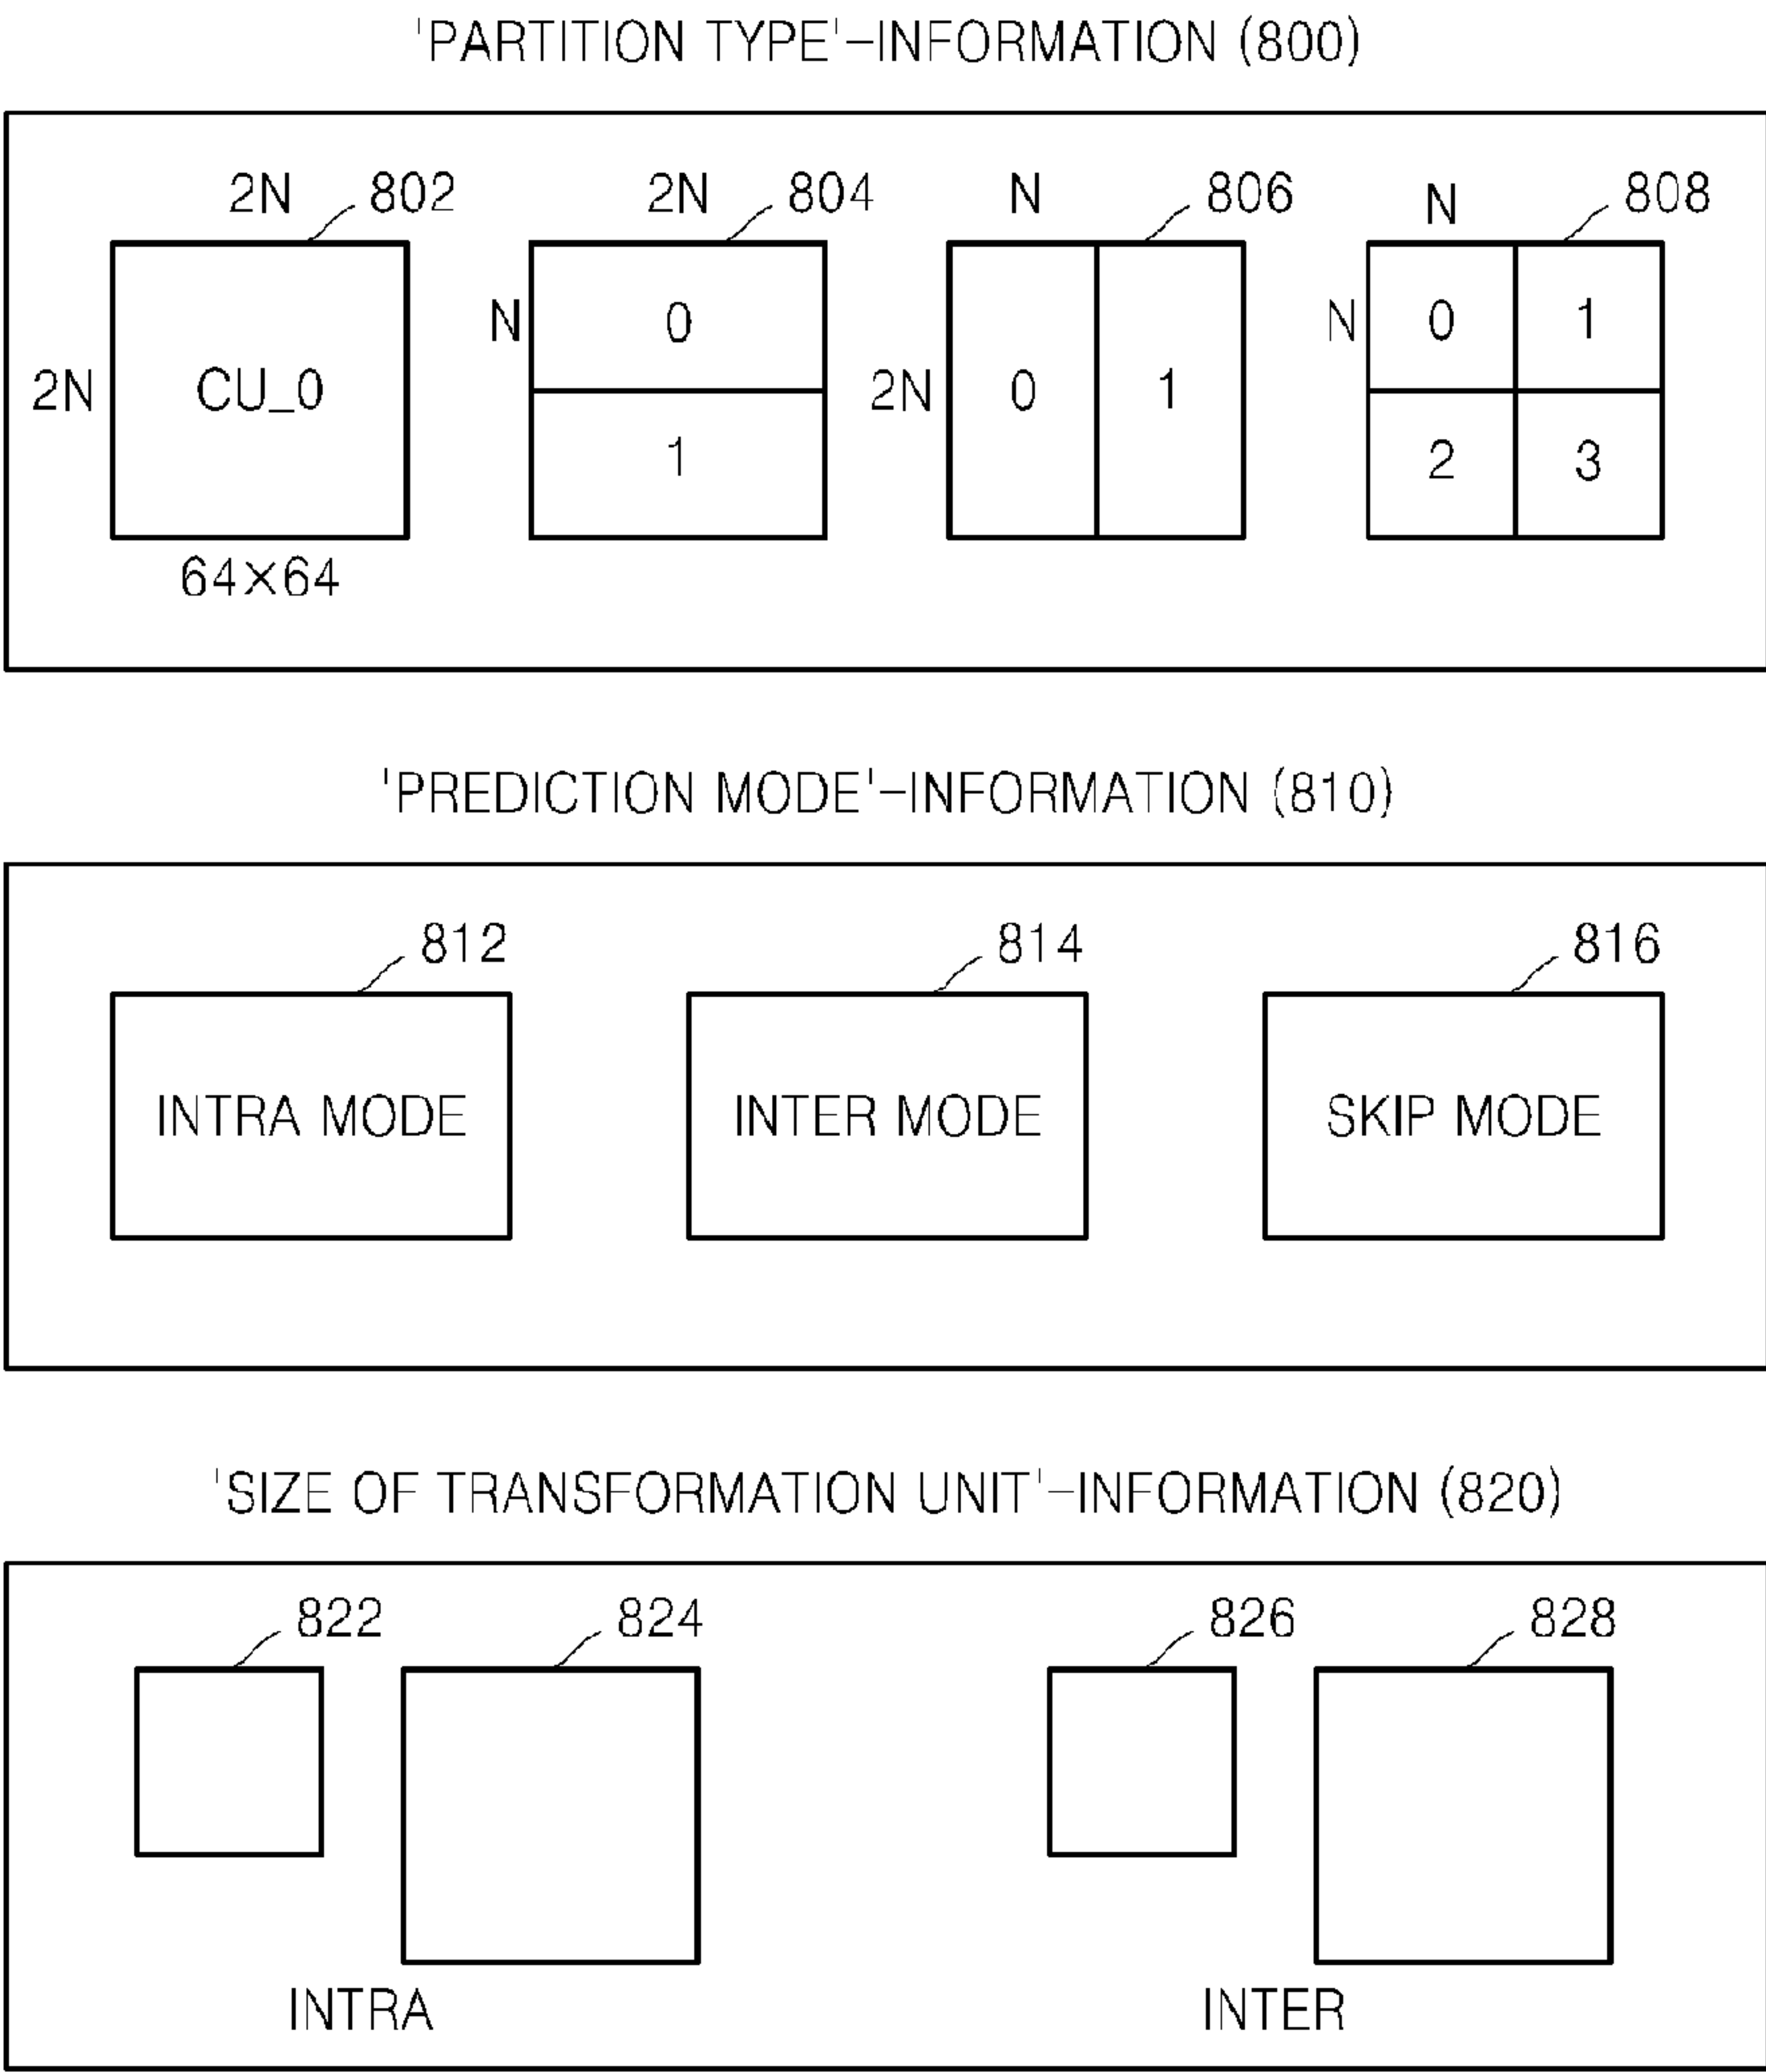 'PARTITION TYPE'-INFORMATION (800)
2N 802 2N 804 N 806 N 808
N 0 N 0 1
2N CU_0 2N 0 1
1 2 3
64×64
'PREDICTION MODE'-INFORMATION (810)
812 814 816
INTRA MODE INTER MODE SKIP MODE
'SIZE OF TRANSFORMATION UNIT'-INFORMATION (820)
822 824 826 828
INTRA INTER